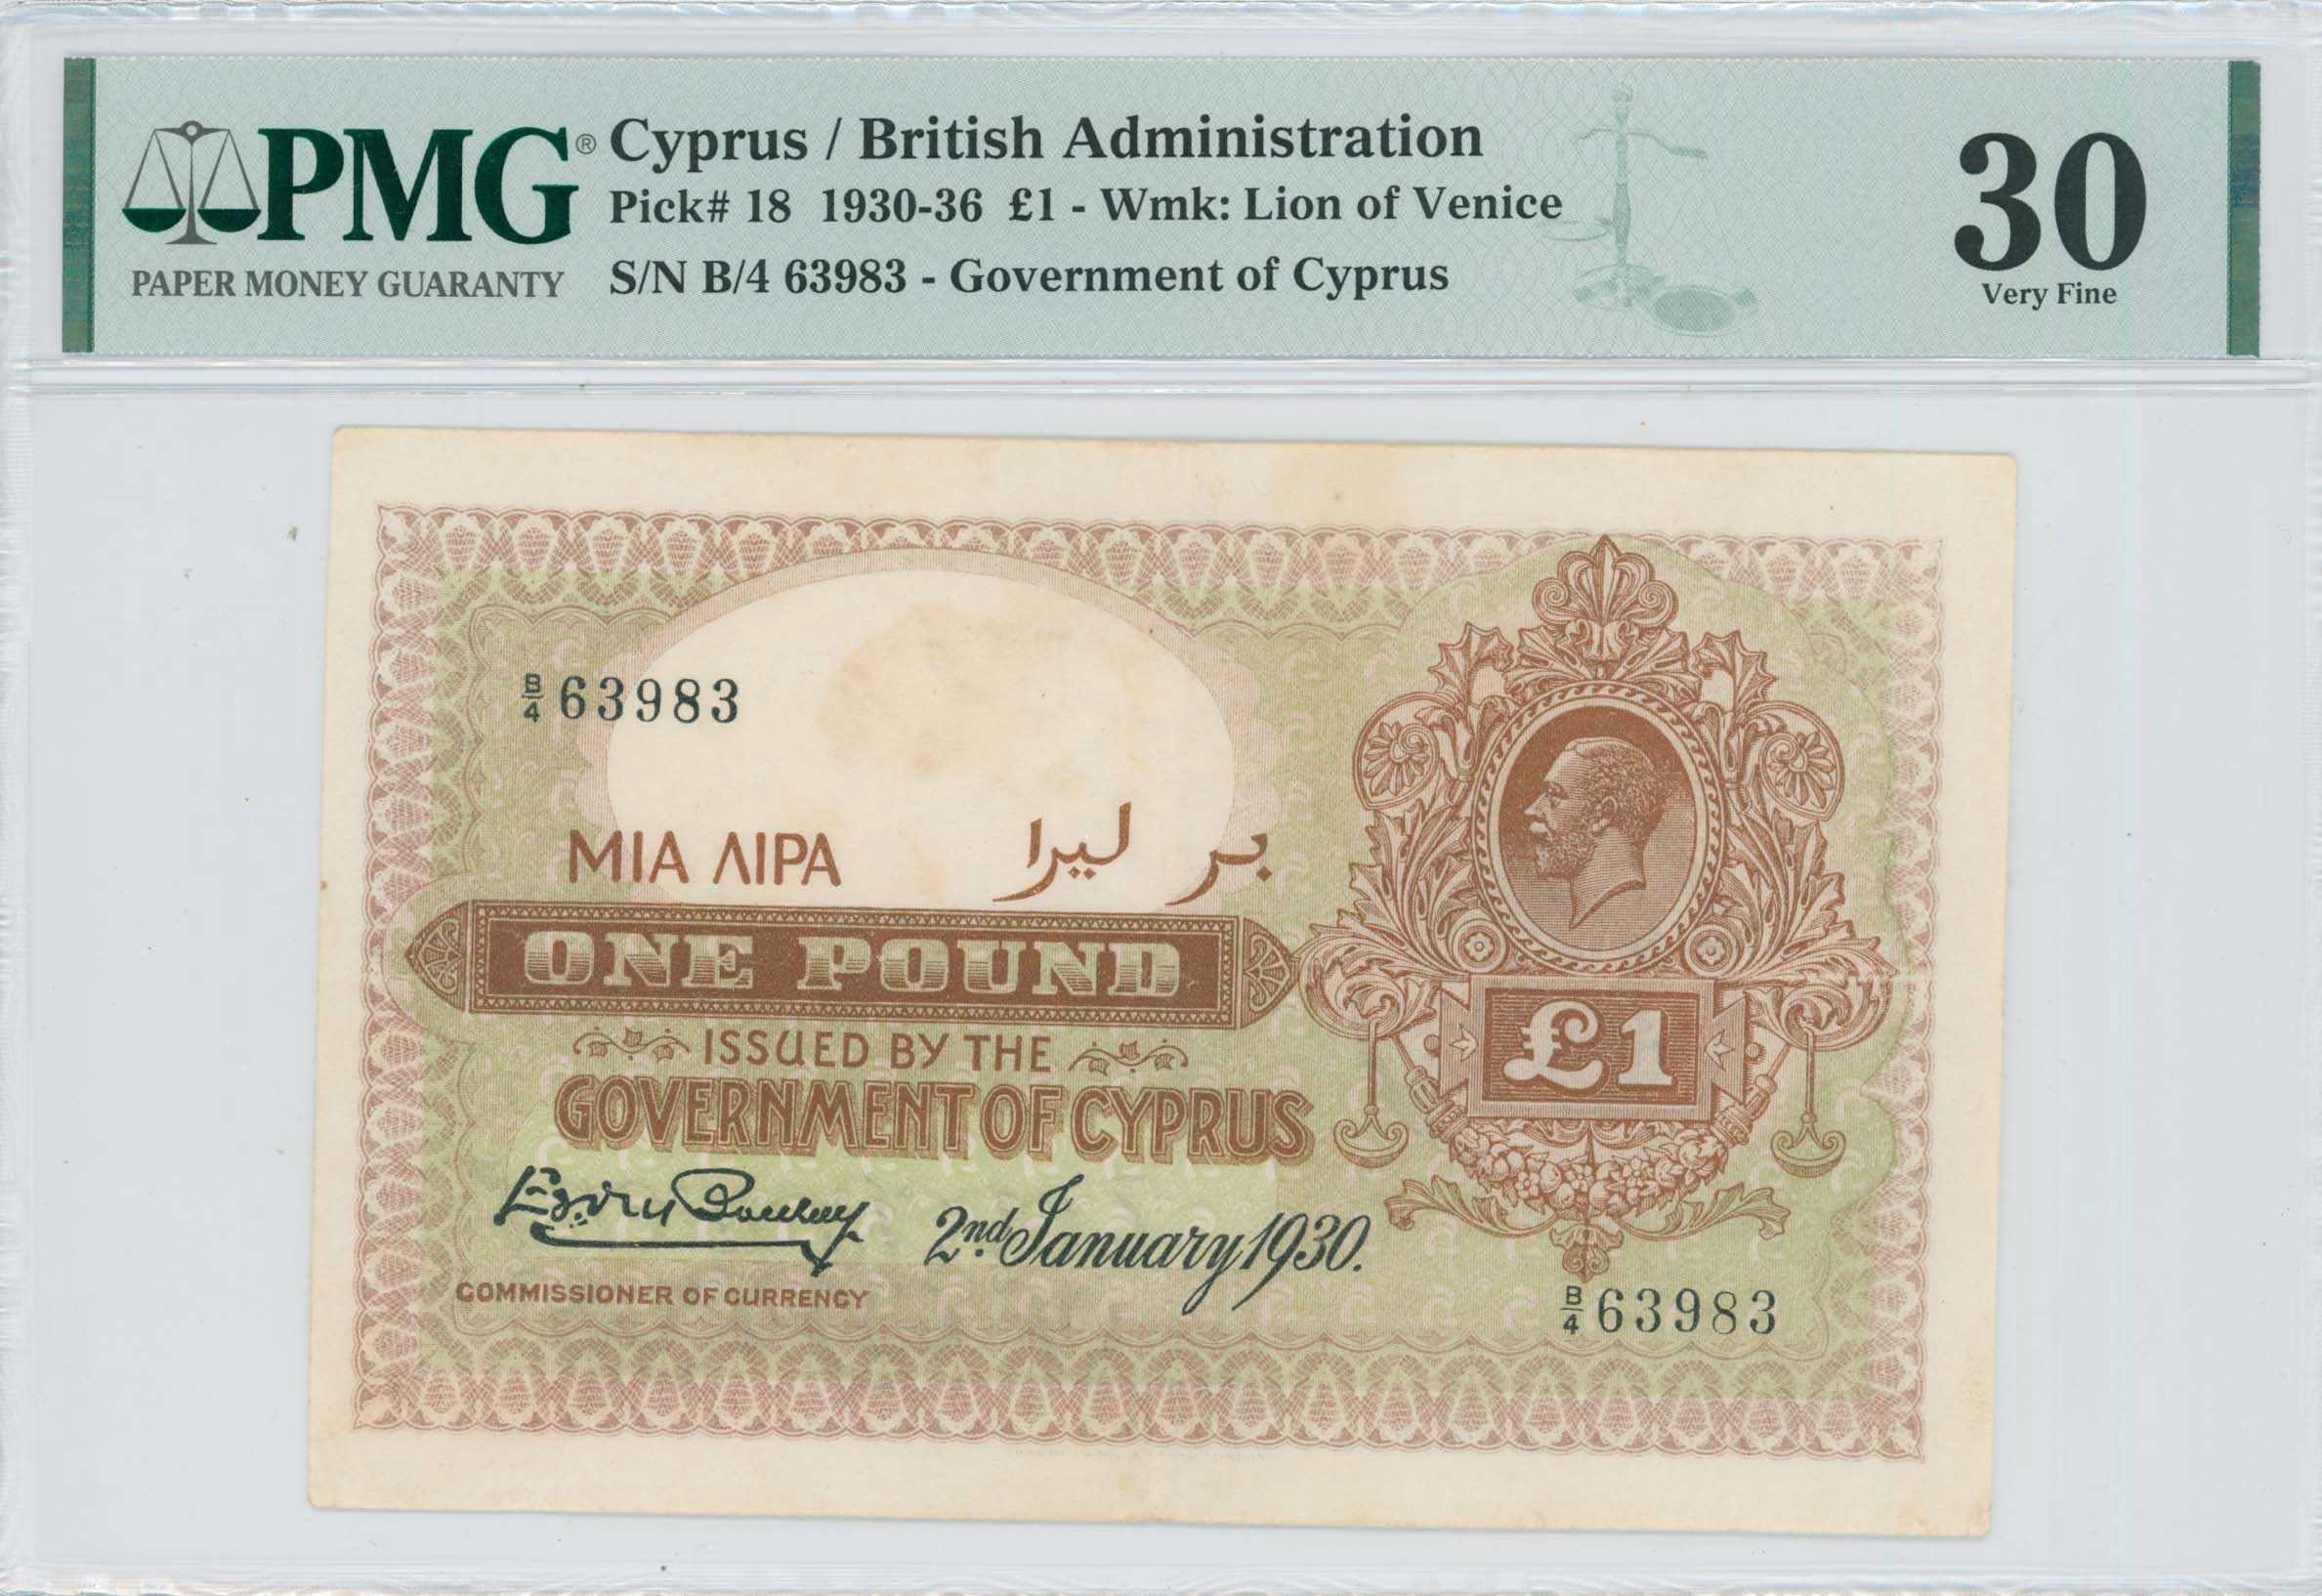 PMG® Cyprus / British Administration
Pick# 18 1930-36 £1 - Wmk: Lion of Venice
PAPER MONEY GUARANTY
S/N B/4 63983 - Government of Cyprus
30
Very Fine
B/4 63983
ΜΙΑ ΛΙΡΑ
بر ليرا
ONE POUND
£1
ISSUED BY THE
GOVERNMENT OF CYPRUS
2nd January 1930.
COMMISSIONER OF CURRENCY
B/4 63983